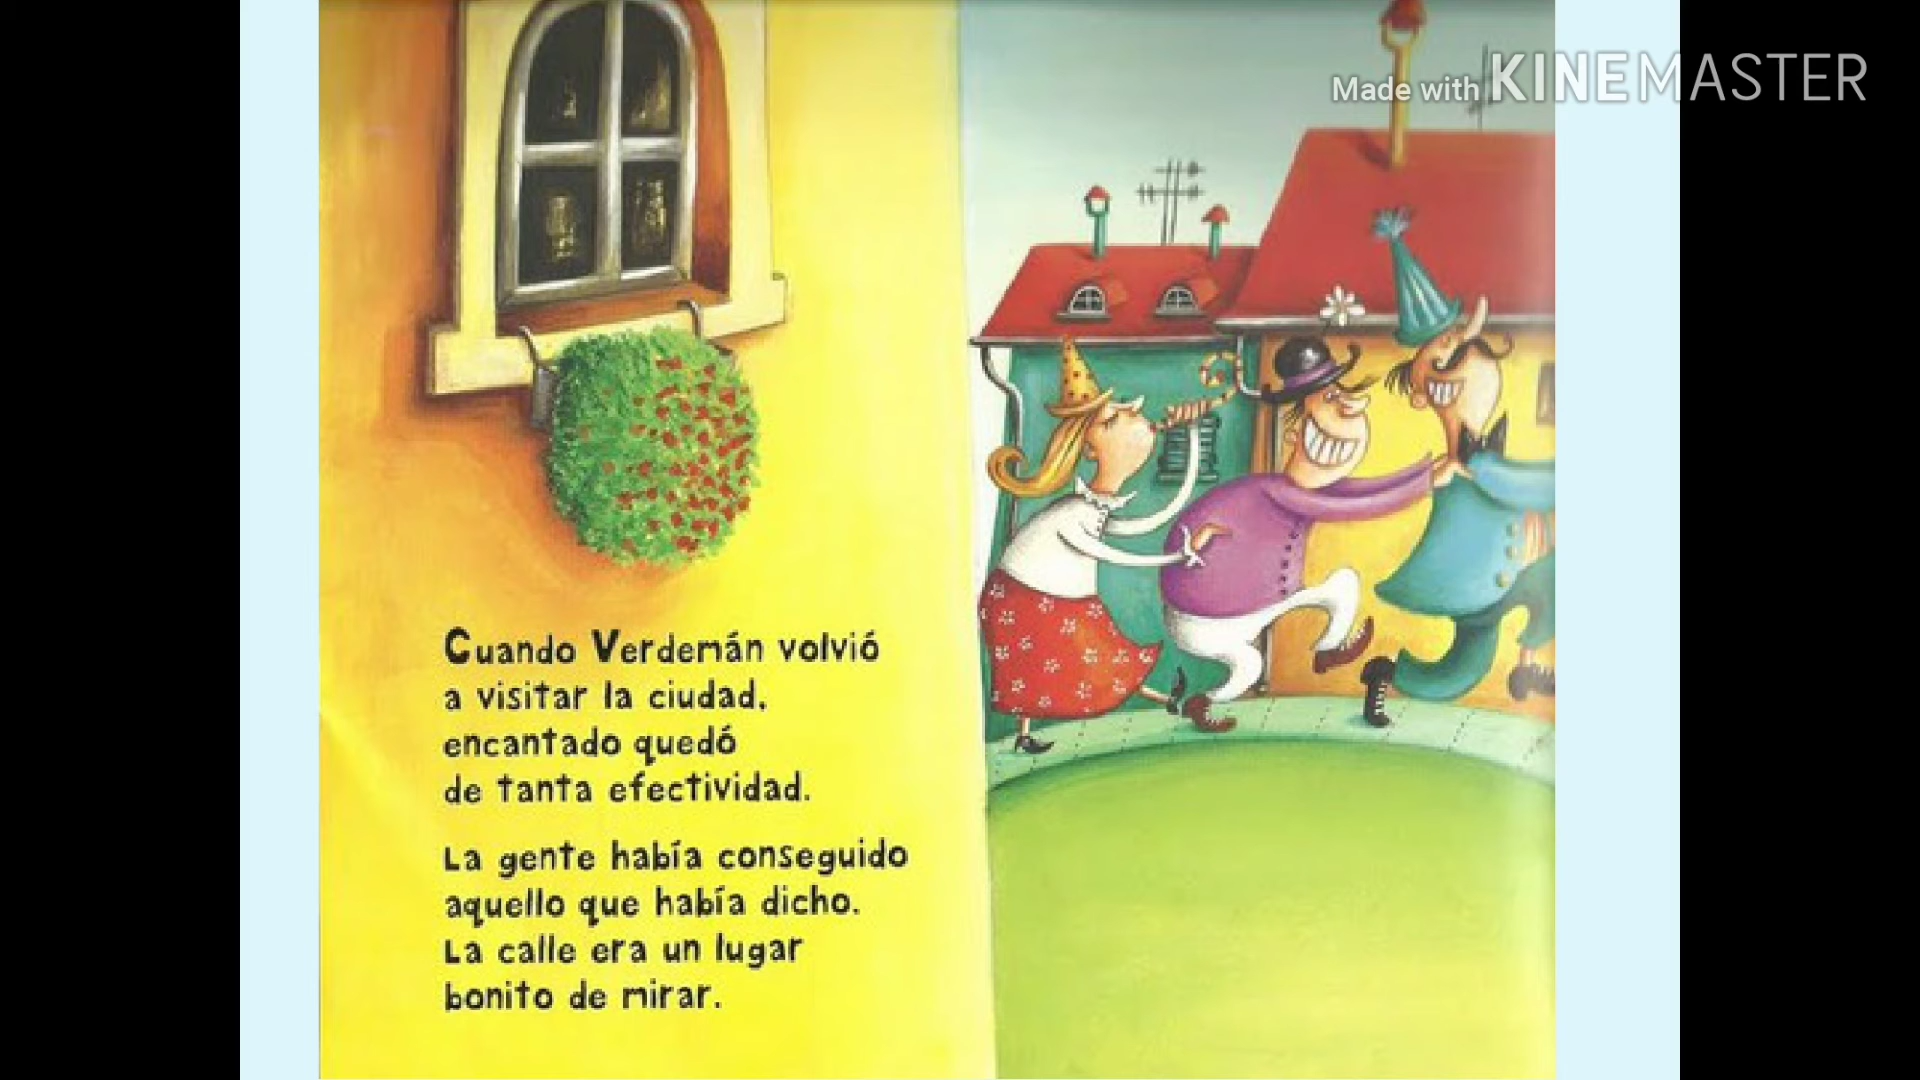 Made with KINEMASTER
Cuando Verdemán volvió
a visitar la ciudad,
encantado quedó
de tanta efectividad.
La gente había conseguido
aquello que había dicho.
La calle era un lugar
bonito de mirar.